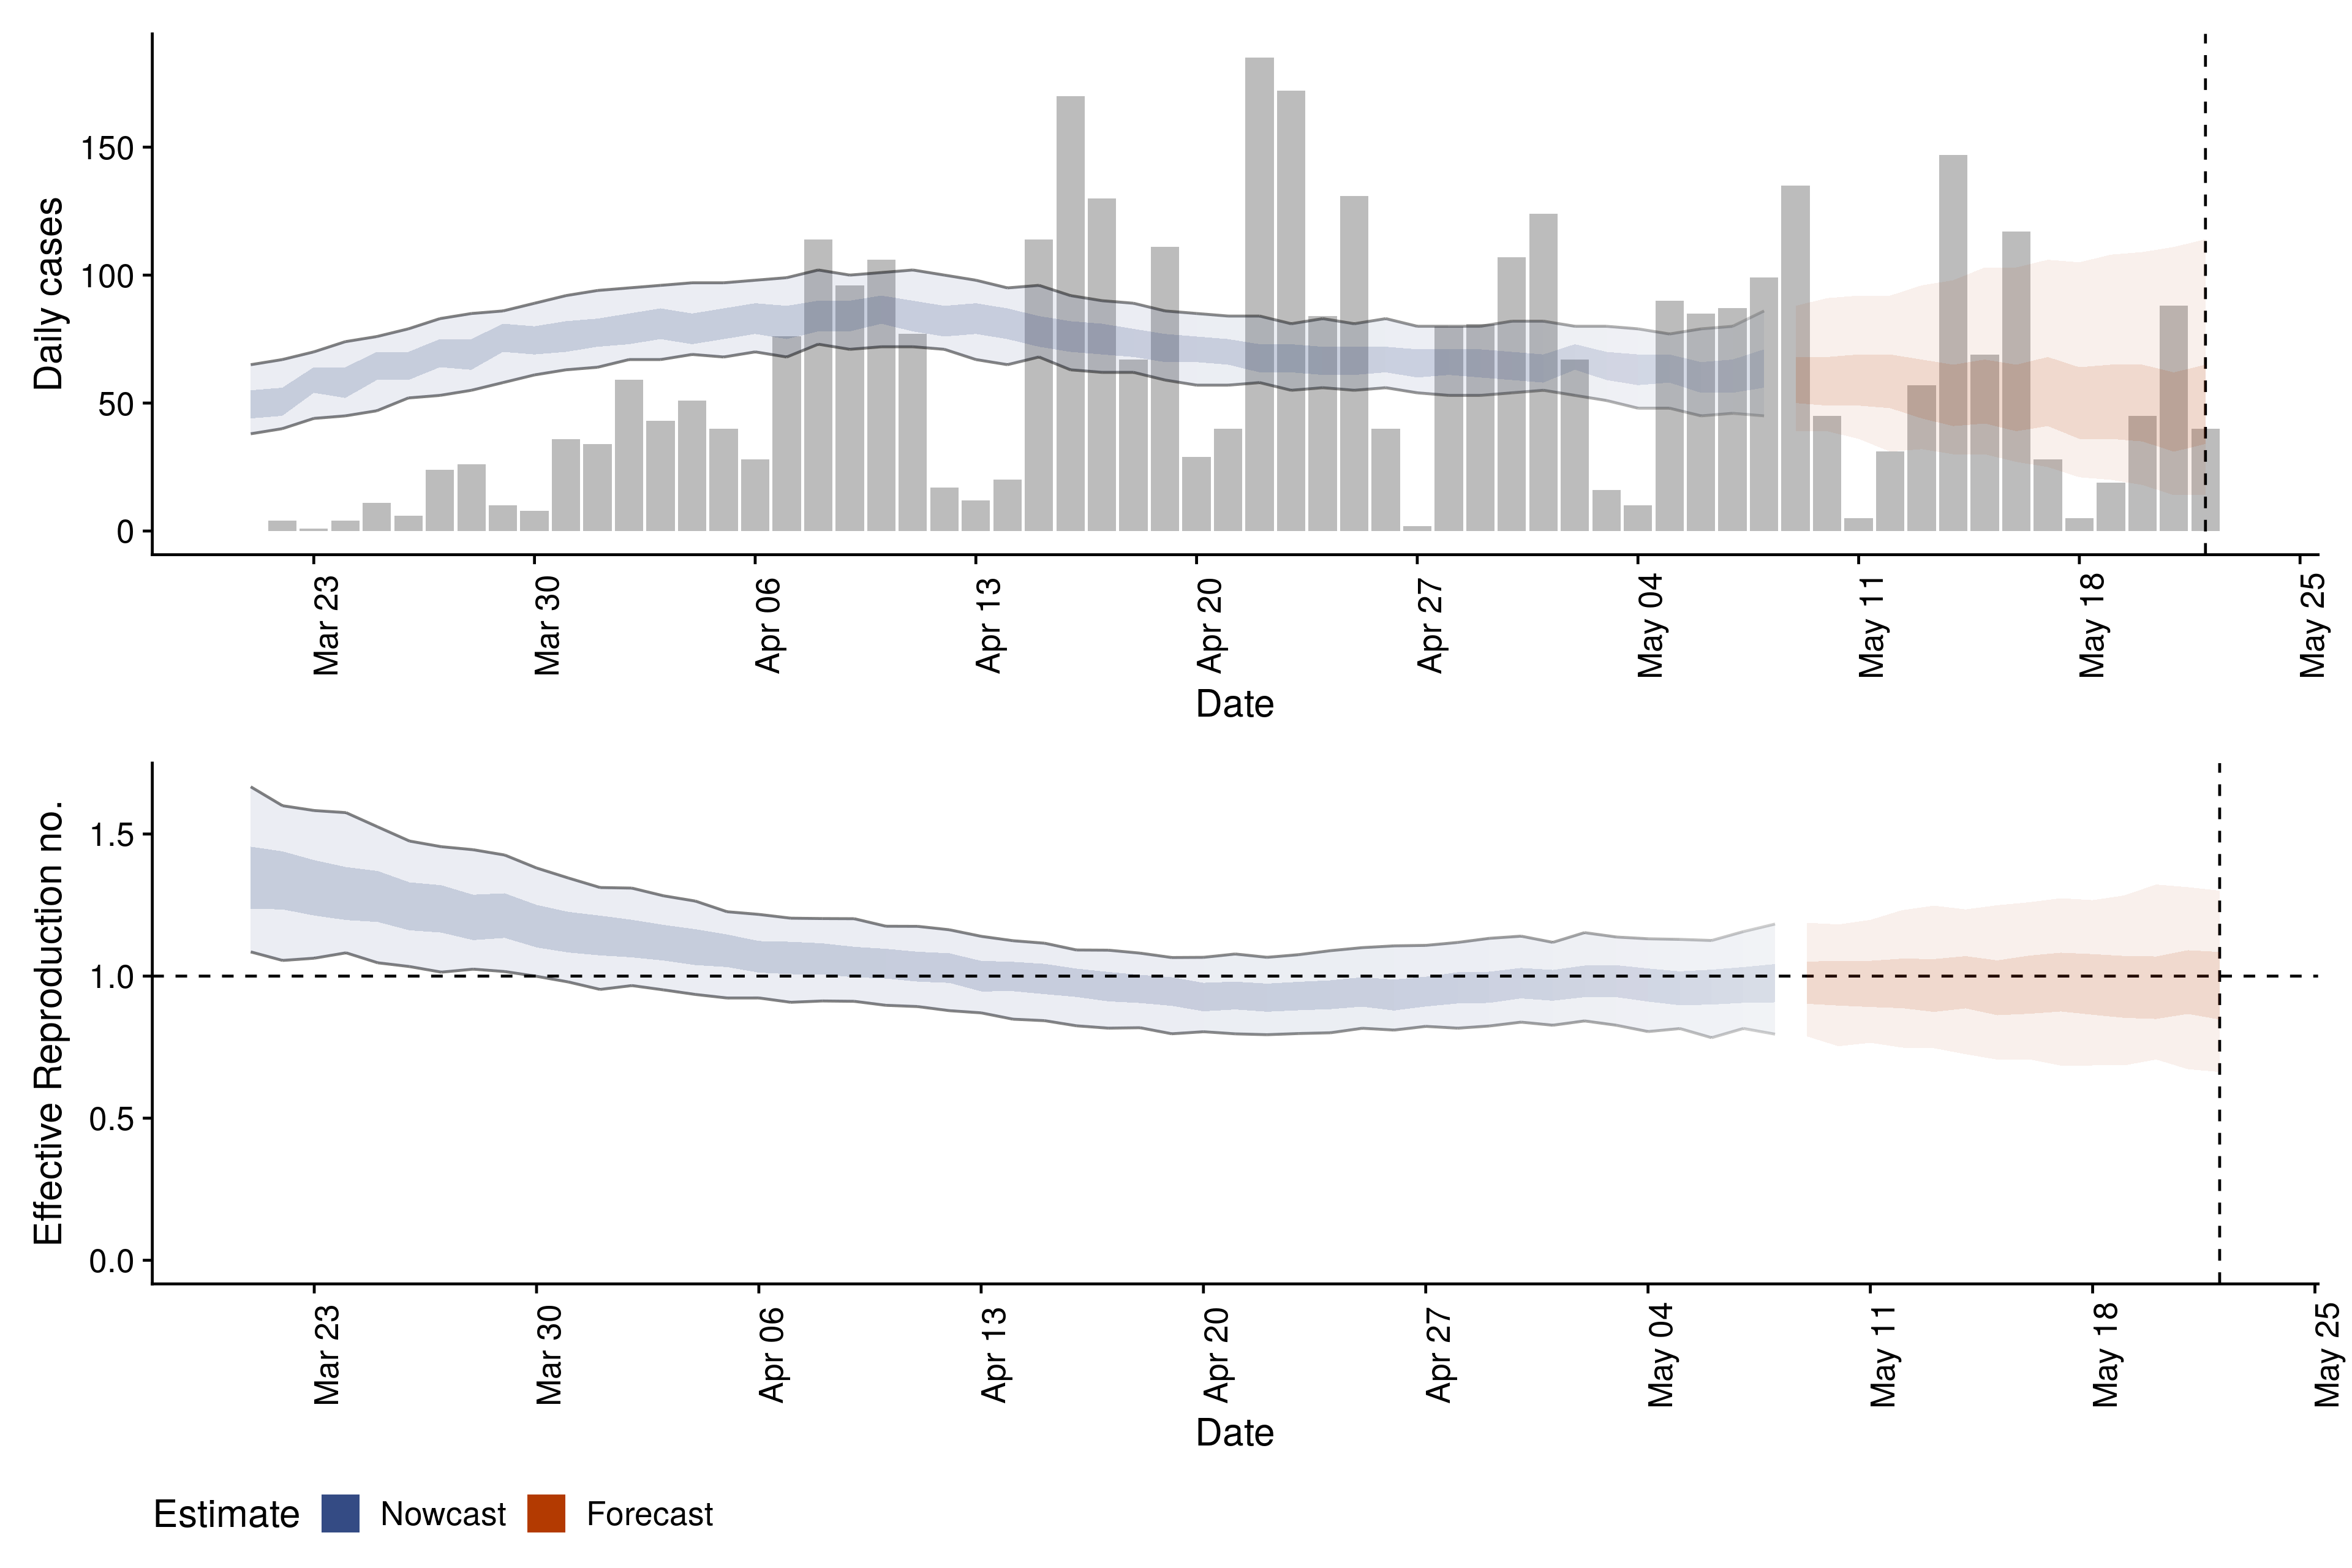 Daily cases
150
100
50
0
Mar 23
Mar 30
Apr 06
Apr 13
Apr 20
Apr 27
May 04
May 11
May 18
May 25
Date
Effective Reproduction no.
1.5
1.0
0.5
0.0
Mar 23
Mar 30
Apr 06
Apr 13
Apr 20
Apr 27
May 04
May 11
May 18
May 25
Date
Estimate Nowcast Forecast